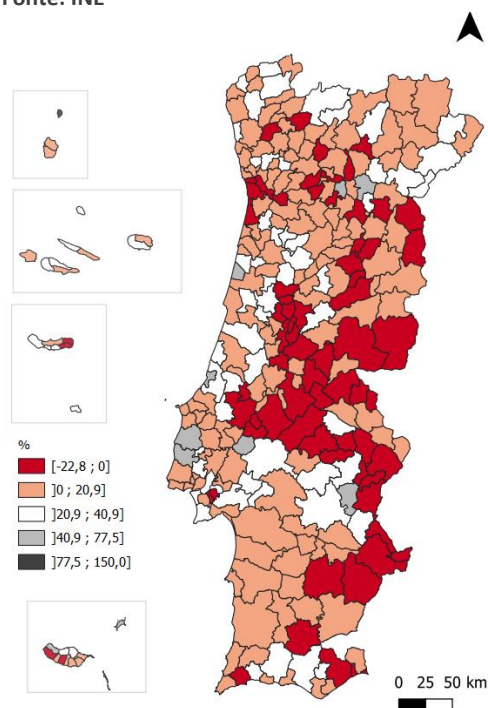 Fonte: INE
%
[-22,8 ; 0]
]0 ; 20,9]
]20,9 ; 40,9]
]40,9 ; 77,5]
]77,5 ; 150,0]
0 25 50 km